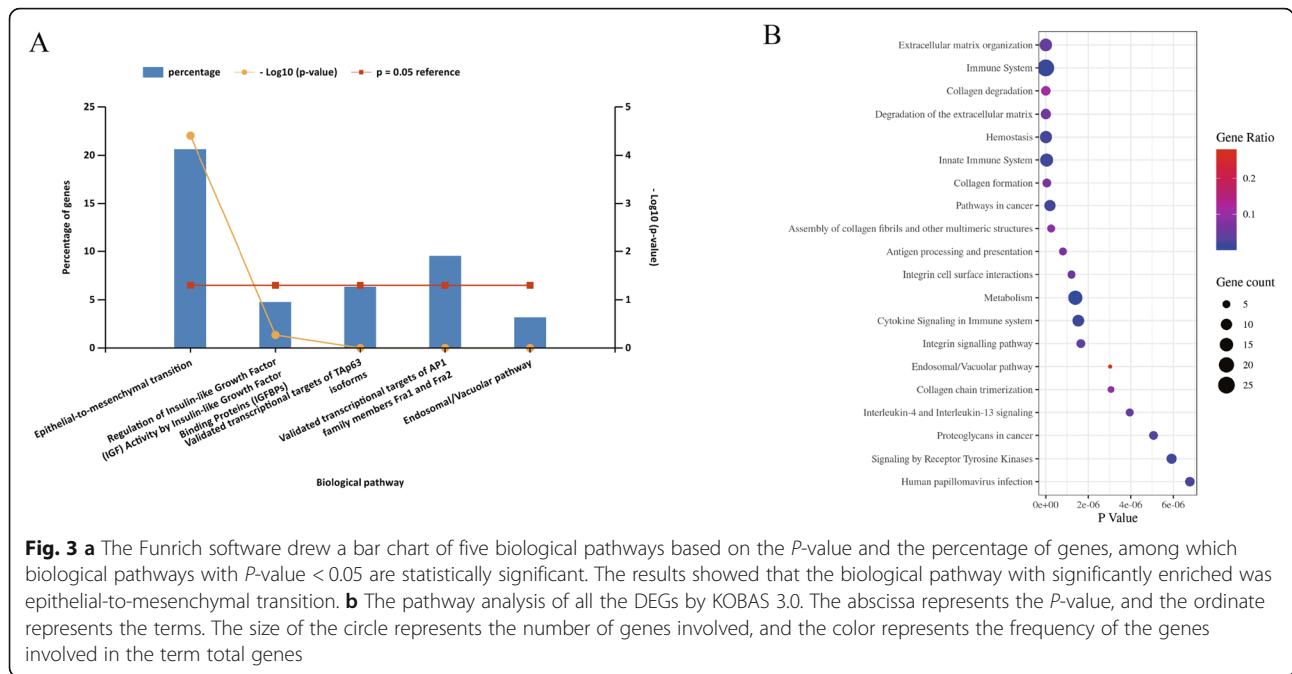 A
percentage
- Log10 (p-value)
p = 0.05 reference
25
20
15
10
5
0
Percentage of genes
5
4
3
2
1
0
- Log10 (p-value)
Epithelial-to-mesenchymal transition
Regulation of Insulin-like Growth Factor
(IGF) Activity by Insulin-like Growth Factor
Binding Proteins (IGFBPs)
Validated transcriptional targets of TAp63
isoforms
Validated transcriptional targets of AP1
family members Fra1 and Fra2
Endosomal/Vacuolar pathway
Biological pathway
B
Extracellular matrix organization
Immune System
Collagen degradation
Degradation of the extracellular matrix
Hemostasis
Innate Immune System
Collagen formation
Pathways in cancer
Assembly of collagen fibrils and other multimeric structures
Antigen processing and presentation
Integrin cell surface interactions
Metabolism
Cytokine Signaling in Immune system
Integrin signalling pathway
Endosomal/Vacuolar pathway
Collagen chain trimerization
Interleukin-4 and Interleukin-13 signaling
Proteoglycans in cancer
Signaling by Receptor Tyrosine Kinases
Human papillomavirus infection
0e+00 2e-06 4e-06 6e-06
P Value
Gene Ratio
0.2
0.1
Gene count
5
10
15
20
25
Fig. 3 a The Funrich software drew a bar chart of five biological pathways based on the P-value and the percentage of genes, among which
biological pathways with P-value < 0.05 are statistically significant. The results showed that the biological pathway with significantly enriched was
epithelial-to-mesenchymal transition. b The pathway analysis of all the DEGs by KOBAS 3.0. The abscissa represents the P-value, and the ordinate
represents the terms. The size of the circle represents the number of genes involved, and the color represents the frequency of the genes
involved in the term total genes